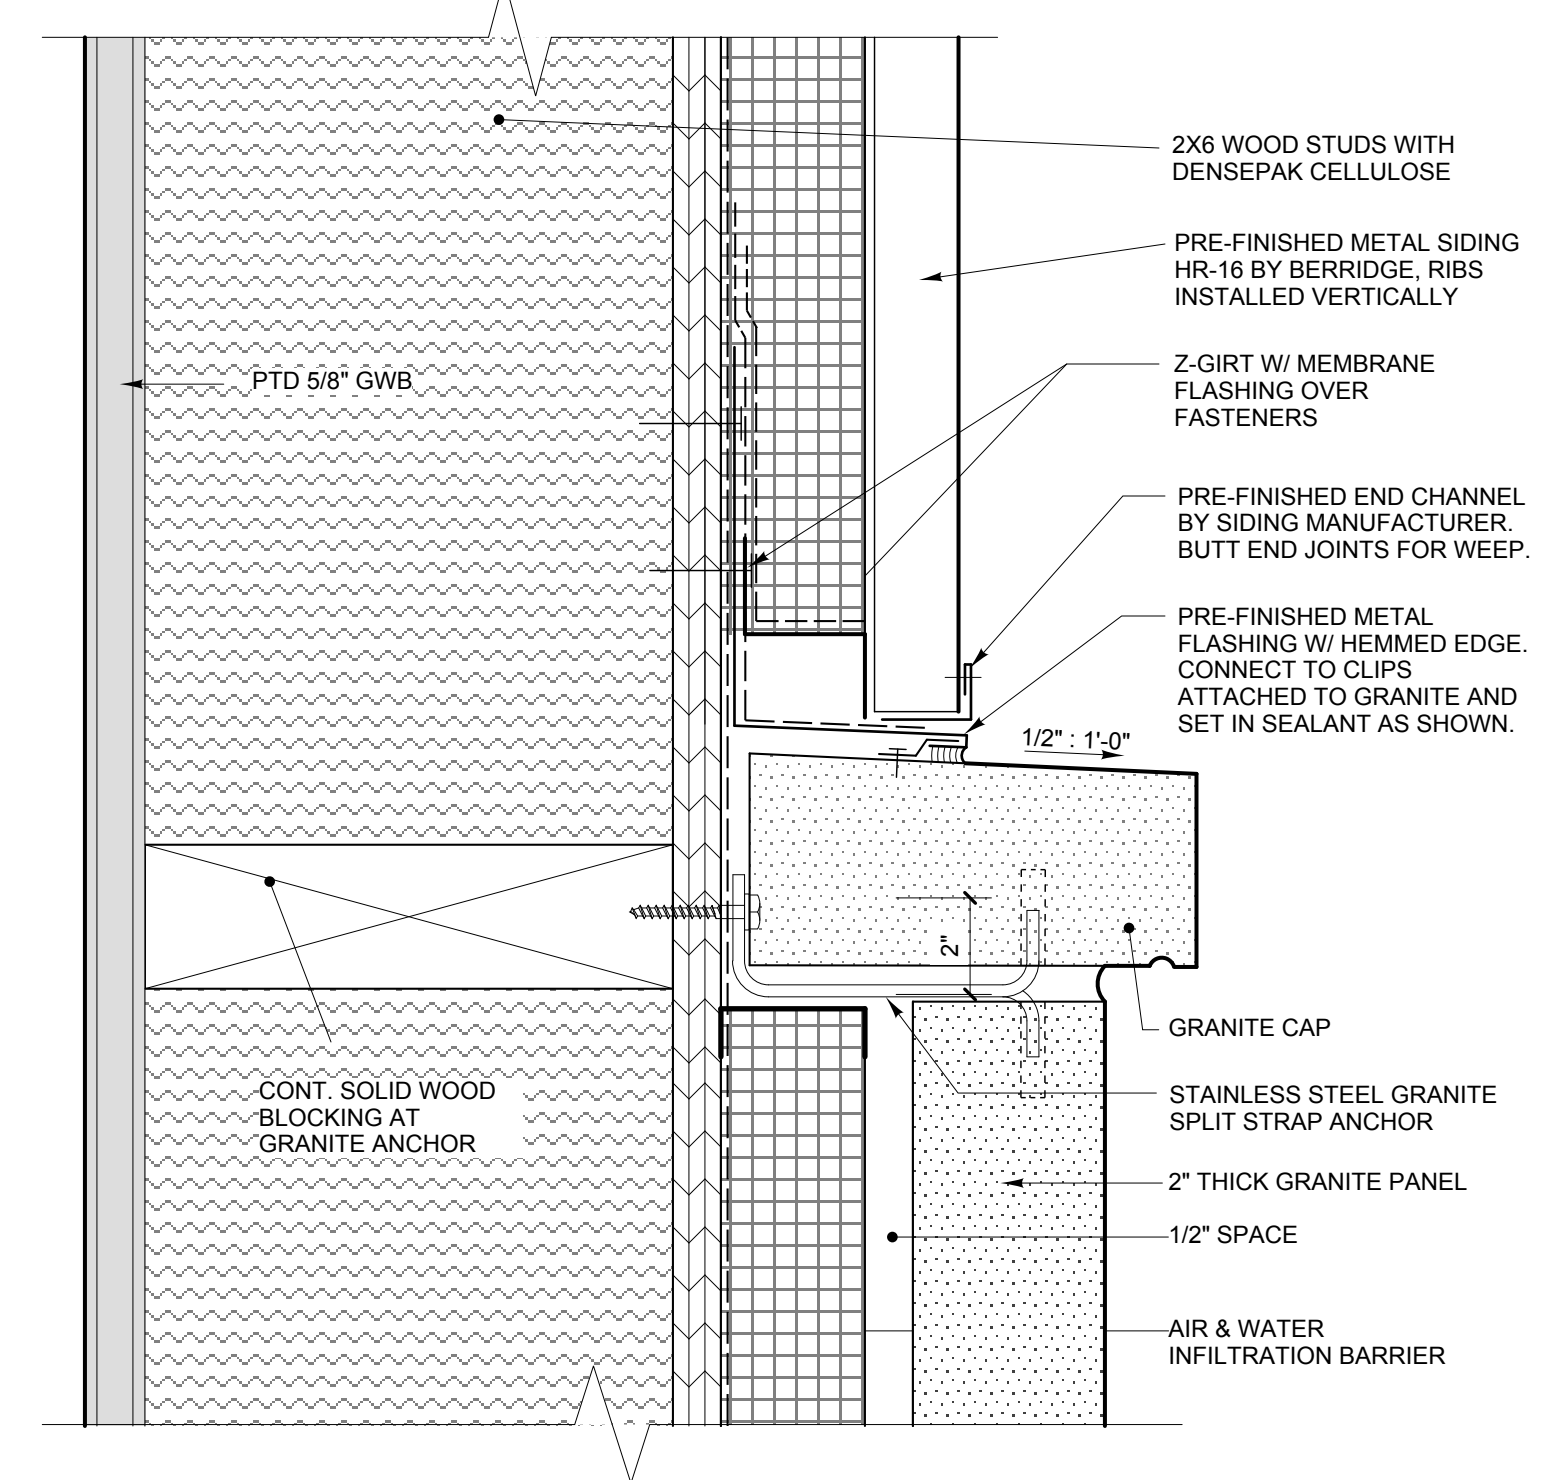 2X6 WOOD STUDS WITH
DENSEPAK CELLULOSE
PRE-FINISHED METAL SIDING
HR-16 BY BERRIDGE, RIBS
INSTALLED VERTICALLY
PTD 5/8" GWB
Z-GIRT W/ MEMBRANE
FLASHING OVER
FASTENERS
PRE-FINISHED END CHANNEL
BY SIDING MANUFACTURER.
BUTT END JOINTS FOR WEEP.
PRE-FINISHED METAL
FLASHING W/ HEMMED EDGE.
CONNECT TO CLIPS
ATTACHED TO GRANITE AND
SET IN SEALANT AS SHOWN.
1/2" : 1'-0"
2"
GRANITE CAP
CONT. SOLID WOOD
BLOCKING AT
GRANITE ANCHOR
STAINLESS STEEL GRANITE
SPLIT STRAP ANCHOR
2" THICK GRANITE PANEL
1/2" SPACE
AIR & WATER
INFILTRATION BARRIER